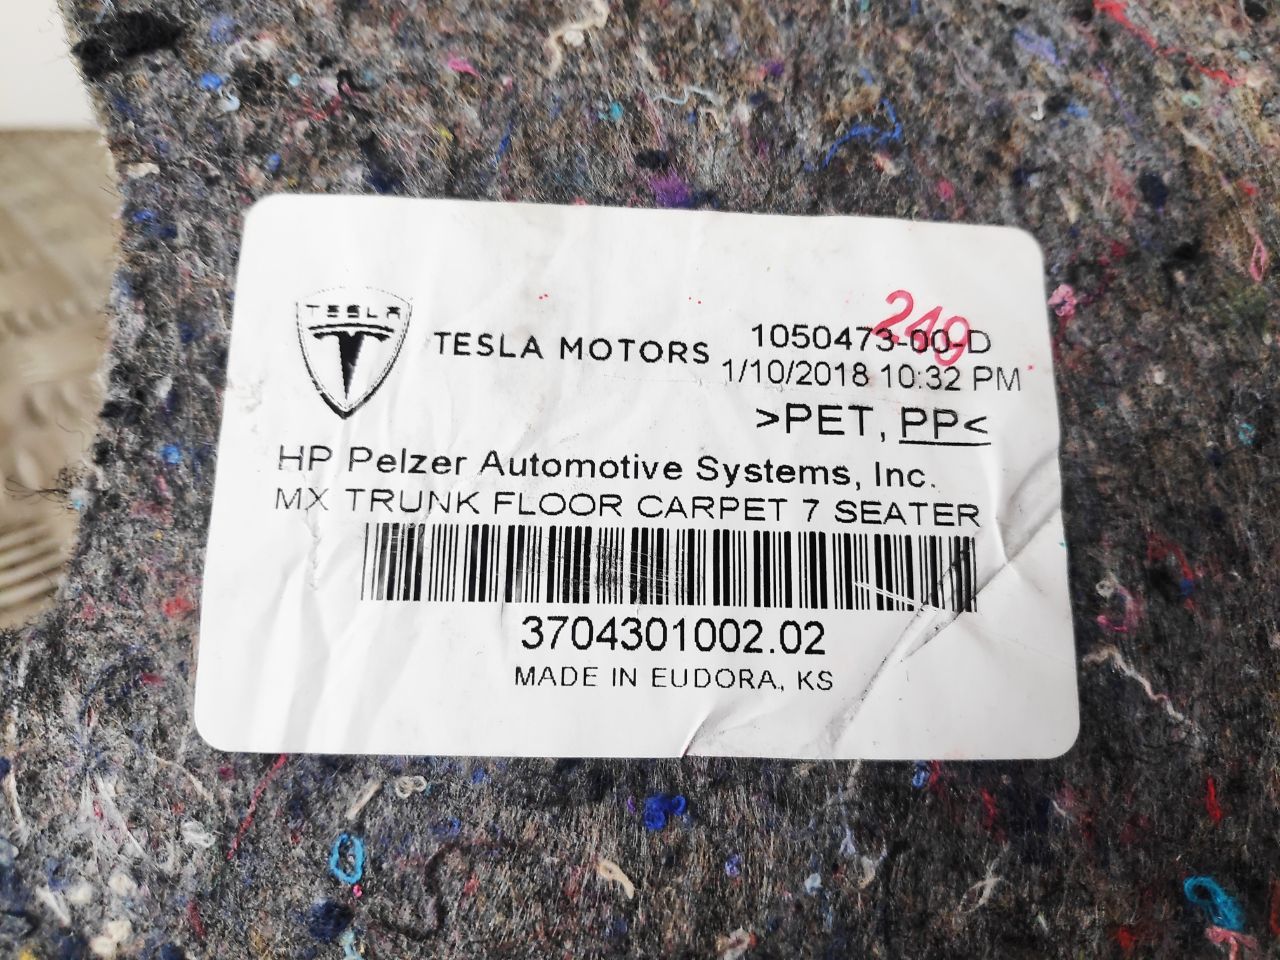 TESLA
TESLA MOTORS
1050473-00-D
249
1/10/2018 10:32 PM
>PET, PP<
HP Pelzer Automotive Systems, Inc.
MX TRUNK FLOOR CARPET 7 SEATER
3704301002.02
MADE IN EUDORA, KS